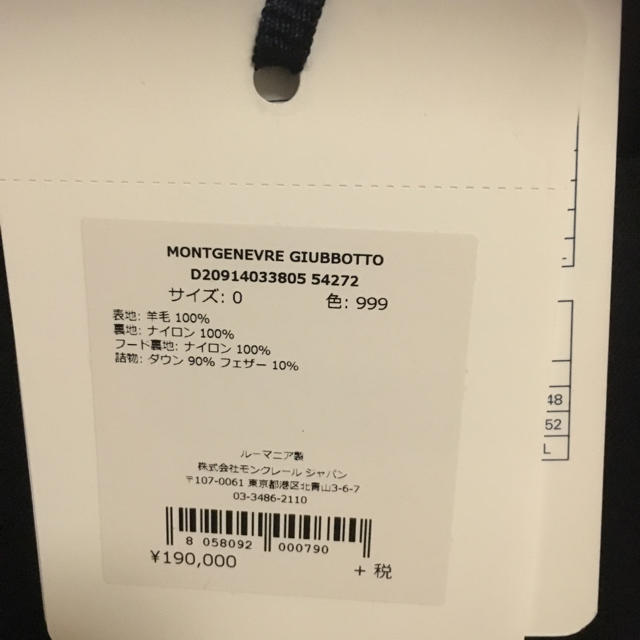 MONTGENEVRE GIUBBOTTO
D20914033805 54272
サイズ: 0 色: 999
表地: 羊毛 100%
裏地: ナイロン 100%
フード裏地: ナイロン 100%
詰物: ダウン 90% フェザー 10%
ルーマニア製
株式会社モンクレール ジャパン
〒107-0061 東京都港区北青山3-6-7
03-3486-2110
8 058092 000790
¥190,000 + 税
48
52
L